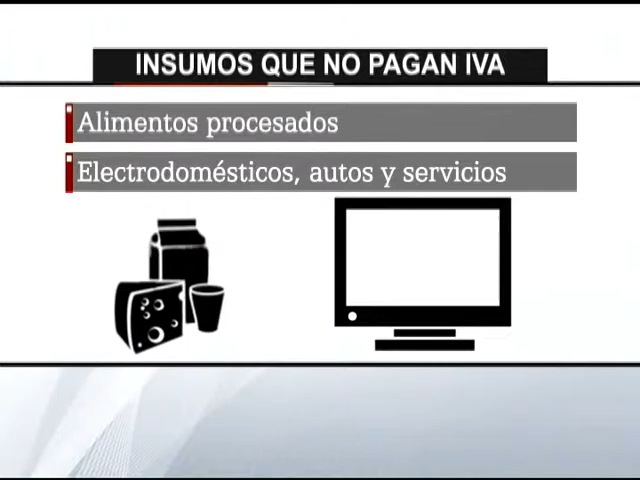 INSUMOS QUE NO PAGAN IVA
Alimentos procesados
Electrodomésticos, autos y servicios